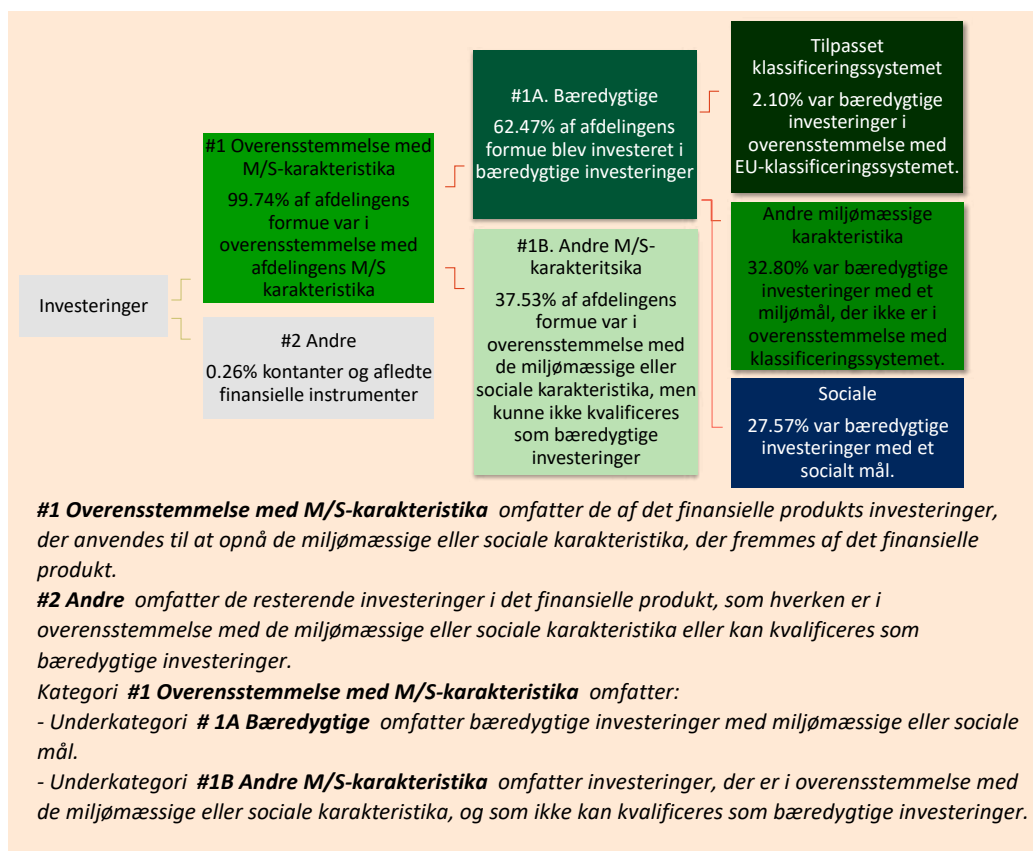 Investeringer
#1 Overensstemmelse med
M/S-karakteristika
99.74% af afdelingens
formue var i
overensstemmelse med
afdelingens M/S
karakteristika
#2 Andre
0.26% kontanter og afledte
finansielle instrumenter
#1A. Bæredygtige
62.47% af afdelingens
formue blev investeret i
bæredygtige investeringer
#1B. Andre M/S-
karakteritsika
37.53% af afdelingens
formue var i
overensstemmelse med
de miljømæssige eller
sociale karakteristika, men
kunne ikke kvalificeres
som bæredygtige
investeringer
Tilpasset
klassificeringssystemet
2.10% var bæredygtige
investeringer i
overensstemmelse med
EU-klassificeringssystemet.
Andre miljømæssige
karakteristika
32.80% var bæredygtige
investeringer med et
miljømål, der ikke er i
overensstemmelse med
klassificeringssystemet.
Sociale
27.57% var bæredygtige
investeringer med et
socialt mål.
#1 Overensstemmelse med M/S-karakteristika omfatter de af det finansielle produkts investeringer,
der anvendes til at opnå de miljømæssige eller sociale karakteristika, der fremmes af det finansielle
produkt.
#2 Andre omfatter de resterende investeringer i det finansielle produkt, som hverken er i
overensstemmelse med de miljømæssige eller sociale karakteristika eller kan kvalificeres som
bæredygtige investeringer.
Kategori #1 Overensstemmelse med M/S-karakteristika omfatter:
- Underkategori # 1A Bæredygtige omfatter bæredygtige investeringer med miljømæssige eller sociale
mål.
- Underkategori #1B Andre M/S-karakteristika omfatter investeringer, der er i overensstemmelse med
de miljømæssige eller sociale karakteristika, og som ikke kan kvalificeres som bæredygtige investeringer.